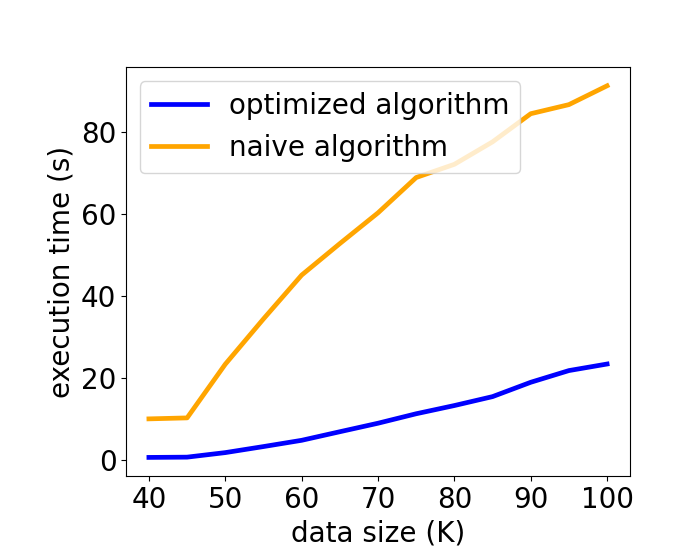 optimized algorithm
naive algorithm
execution time (s)
80
60
40
20
0
40 50 60 70 80 90 100
data size (K)